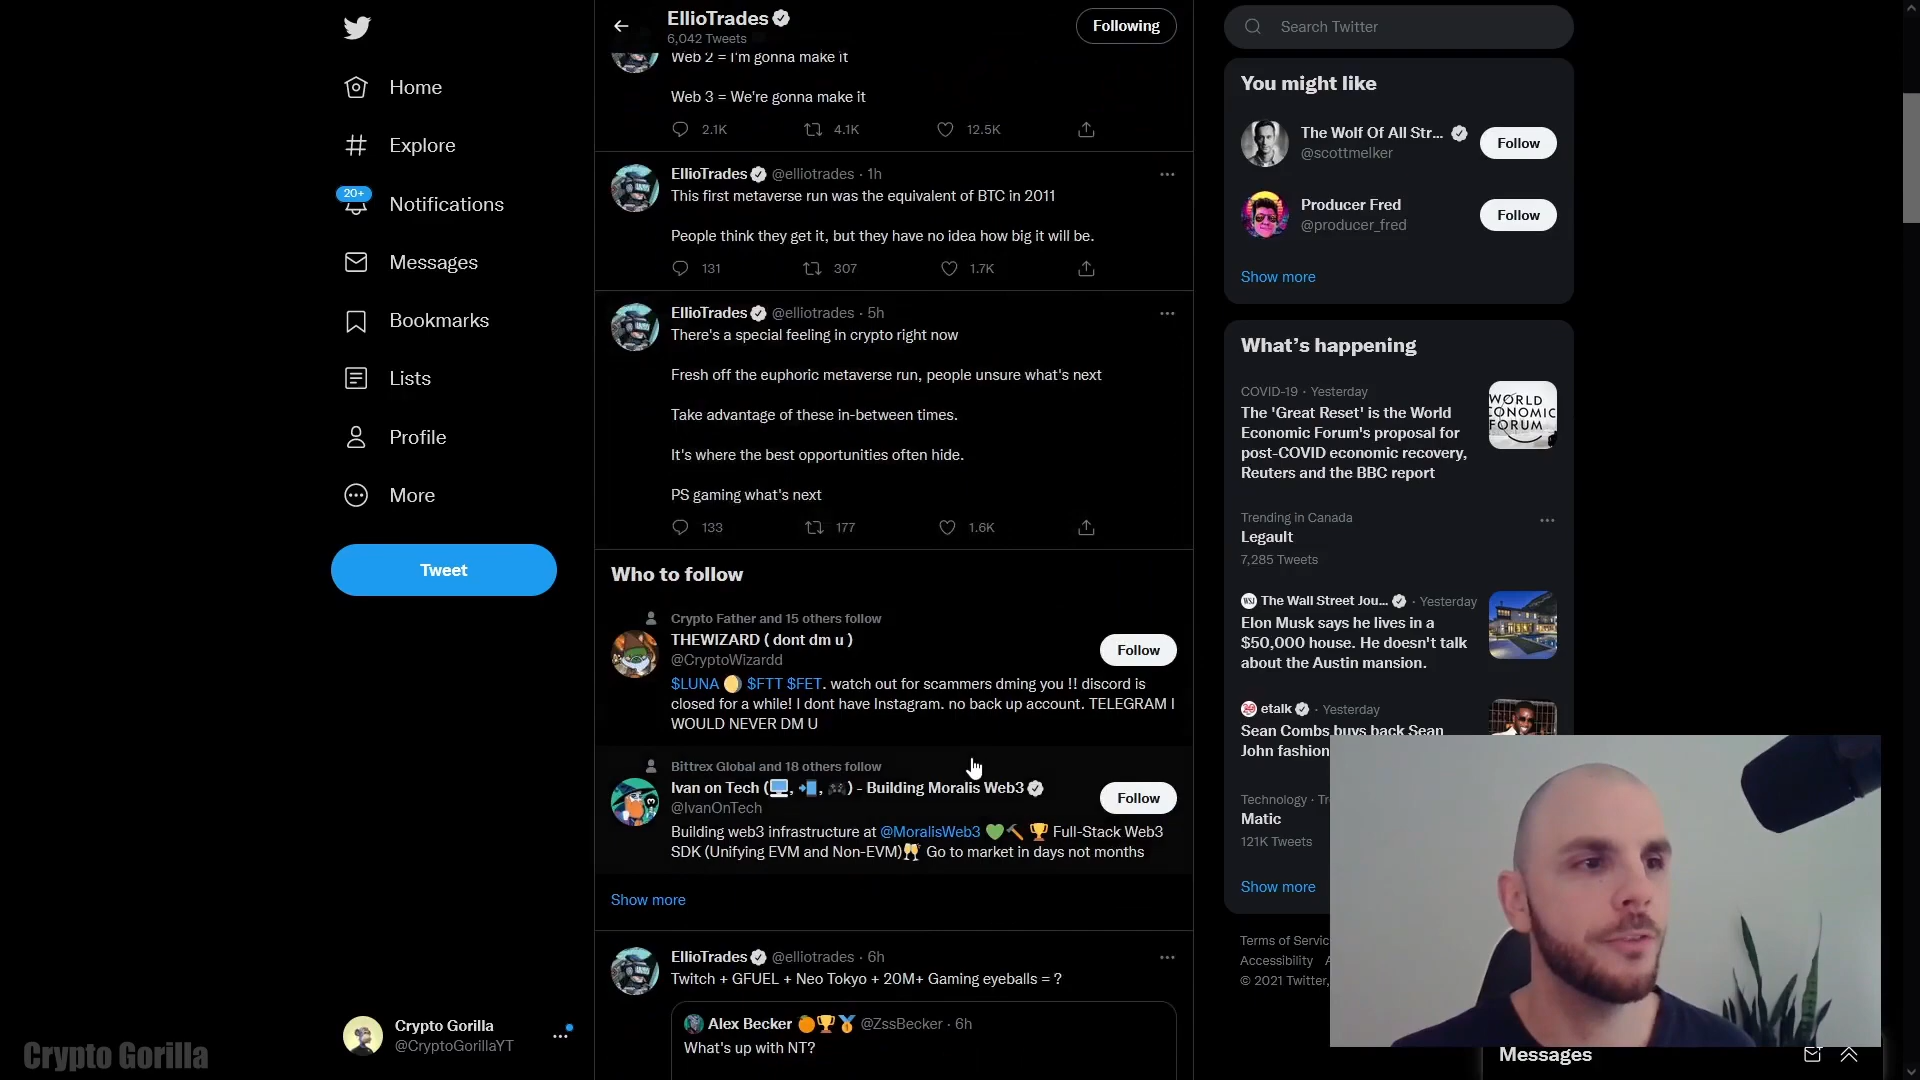 Home
Explore
20+
Notifications
Messages
Bookmarks
Lists
Profile
More
Tweet
Crypto Gorilla
@CryptoGorillaYT
Crypto Gorilla
EllioTrades
6,042 Tweets
Following
Web 2 = I'm gonna make it
Web 3 = We're gonna make it
2.1K 4.1K 12.5K
EllioTrades @elliotrades · 1h
This first metaverse run was the equivalent of BTC in 2011
People think they get it, but they have no idea how big it will be.
131 307 1.7K
EllioTrades @elliotrades · 5h
There's a special feeling in crypto right now
Fresh off the euphoric metaverse run, people unsure what's next
Take advantage of these in-between times.
It's where the best opportunities often hide.
PS gaming what's next
133 177 1.6K
Who to follow
Crypto Father and 15 others follow
THEWIZARD ( dont dm u )
@CryptoWizardd
Follow
$LUNA 🌖 $FTT $FET. watch out for scammers dming you !! discord is
closed for a while! I dont have Instagram. no back up account. TELEGRAM I
WOULD NEVER DM U
Bittrex Global and 18 others follow
Ivan on Tech (🖥️, 📲, 🎮) - Building Moralis Web3
@IvanOnTech
Follow
Building web3 infrastructure at @MoralisWeb3 💚🔨 🏆 Full-Stack Web3
SDK (Unifying EVM and Non-EVM)🥂 Go to market in days not months
Show more
EllioTrades @elliotrades · 6h
Twitch + GFUEL + Neo Tokyo + 20M+ Gaming eyeballs = ?
Alex Becker 🍊🏆🥇 @ZssBecker · 6h
What's up with NT?
Search Twitter
You might like
The Wolf Of All Str...
@scottmelker
Follow
Producer Fred
@producer_fred
Follow
Show more
What's happening
COVID-19 · Yesterday
The 'Great Reset' is the World
Economic Forum's proposal for
post-COVID economic recovery,
Reuters and the BBC report
WORLD
ECONOMIC
FORUM
Trending in Canada
Legault
7,285 Tweets
WSJ The Wall Street Jou... · Yesterday
Elon Musk says he lives in a
$50,000 house. He doesn't talk
about the Austin mansion.
etalk · Yesterday
Sean Combs buys back Sean
John fashion
Technology · Tr
Matic
121K Tweets
Show more
Terms of Servic
Accessibility
© 2021 Twitter,
Messages